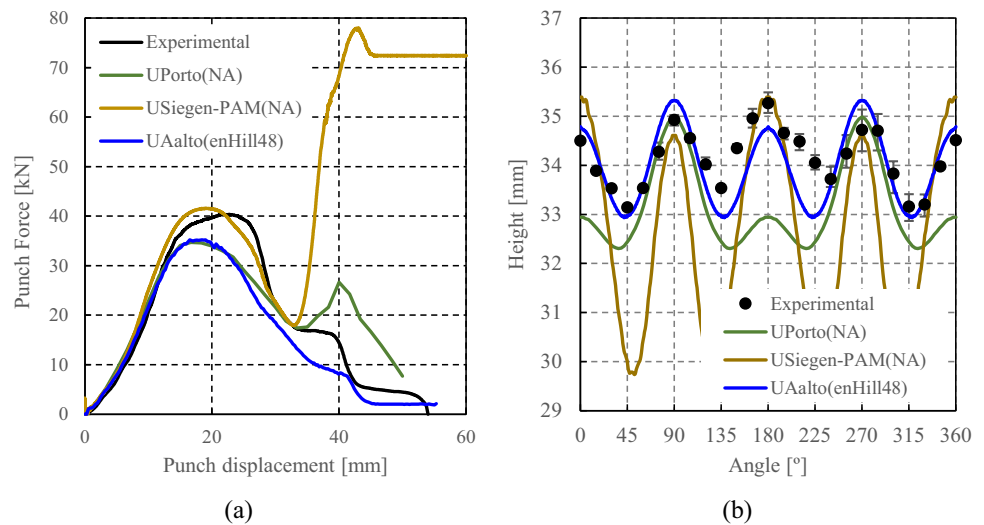 80
70
60
50
40
30
20
10
0
Punch Force [kN]
Experimental
UPorto(NA)
USiegen-PAM(NA)
UAalto(enHill48)
0 20 40 60
Punch displacement [mm]
(a)
37
36
35
34
33
32
31
30
29
Height [mm]
Experimental
UPorto(NA)
USiegen-PAM(NA)
UAalto(enHill48)
0 45 90 135 180 225 270 315 360
Angle [º]
(b)